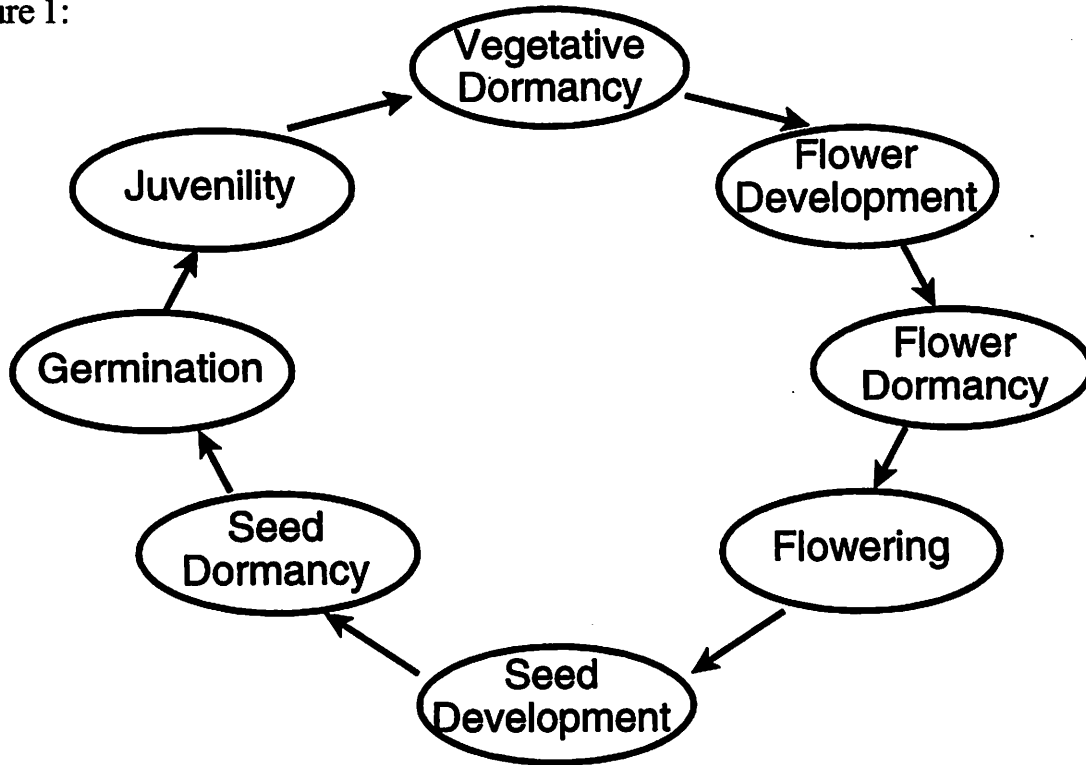 ure 1:
Vegetative
Dormancy
Flower
Development
Flower
Dormancy
Flowering
Seed
Development
Seed
Dormancy
Germination
Juvenility